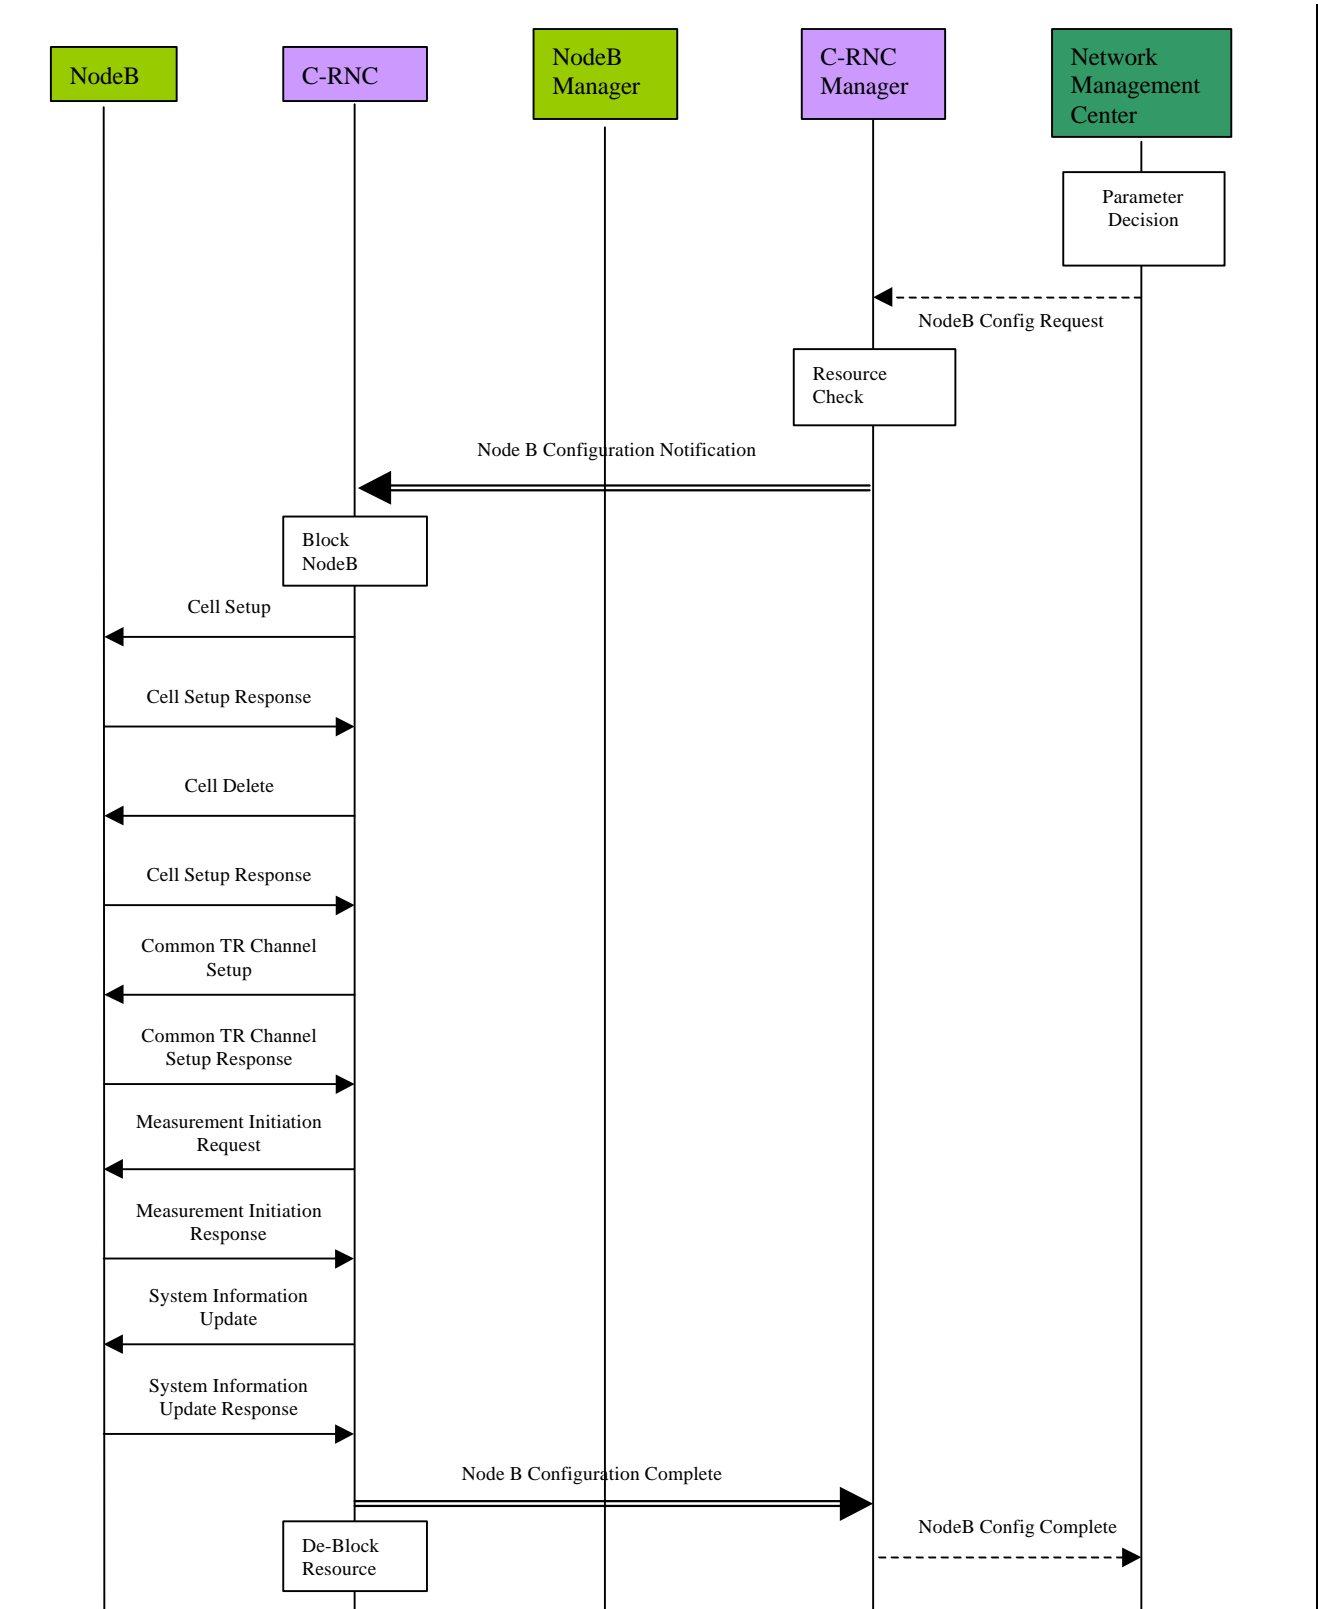 NodeB
C-RNC
NodeB
Manager
C-RNC
Manager
Network
Management
Center
Parameter
Decision
NodeB Config Request
Resource
Check
Node B Configuration Notification
Block
NodeB
Cell Setup
Cell Setup Response
Cell Delete
Cell Setup Response
Common TR Channel
Setup
Common TR Channel
Setup Response
Measurement Initiation
Request
Measurement Initiation
Response
System Information
Update
System Information
Update Response
Node B Configuration Complete
NodeB Config Complete
De-Block
Resource